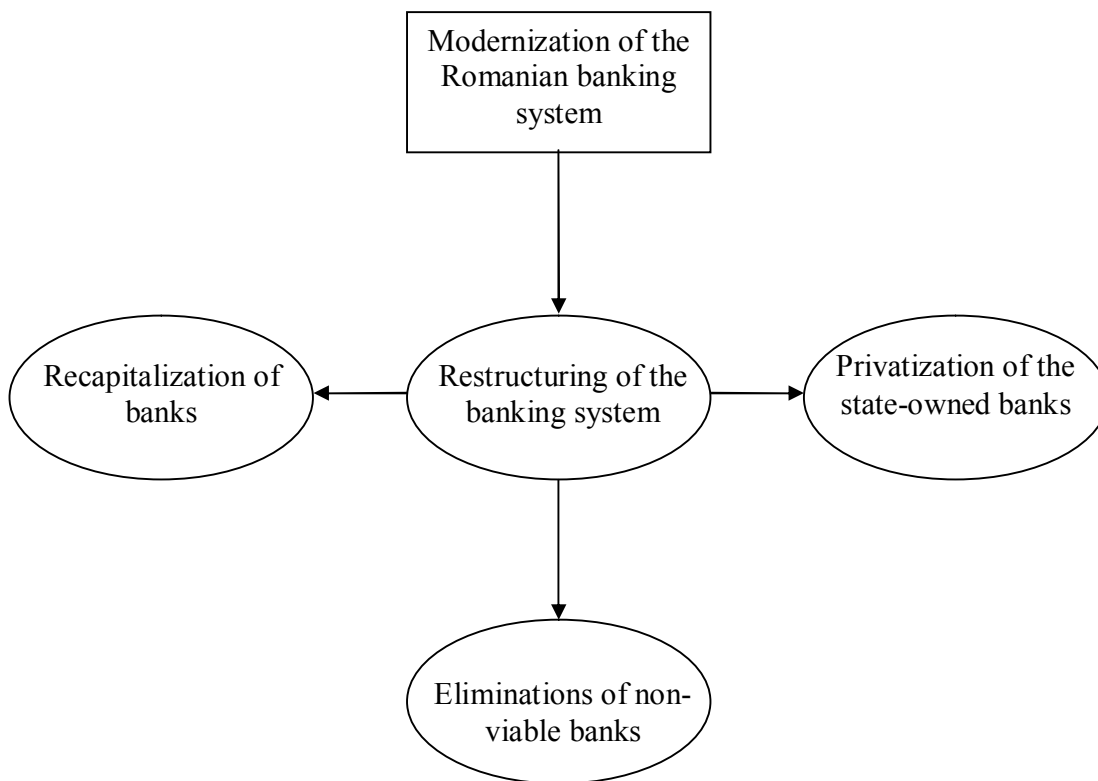 Modernization of the
Romanian banking
system
Recapitalization of
banks
Restructuring of the
banking system
Privatization of the
state-owned banks
Eliminations of non-
viable banks